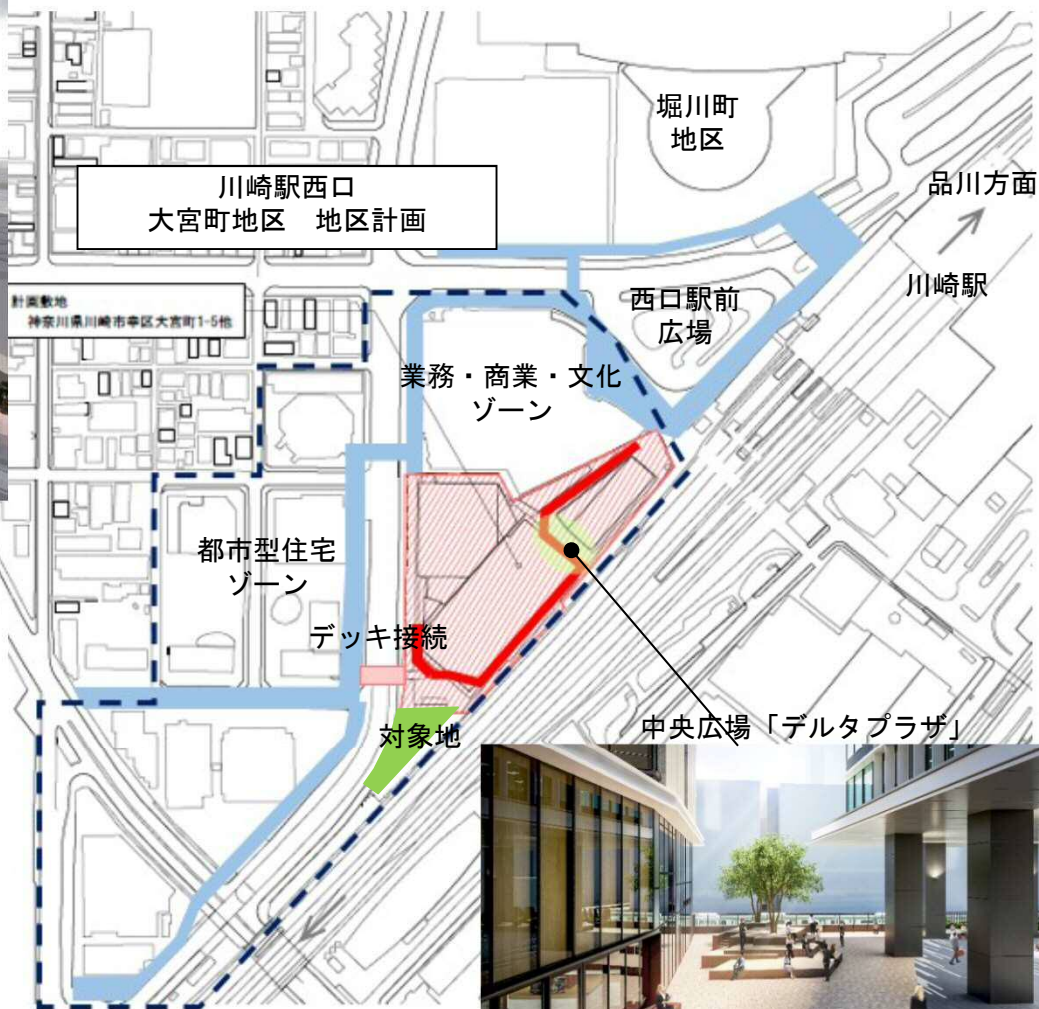 堀川町
地区
品川方面
川崎駅西口
大宮町地区　地区計画
川崎駅
計画敷地
神奈川県川崎市幸区大宮町1-5他
西口駅前
広場
業務・商業・文化
ゾーン
都市型住宅
ゾーン
デッキ接続
対象地
中央広場「デルタプラザ」